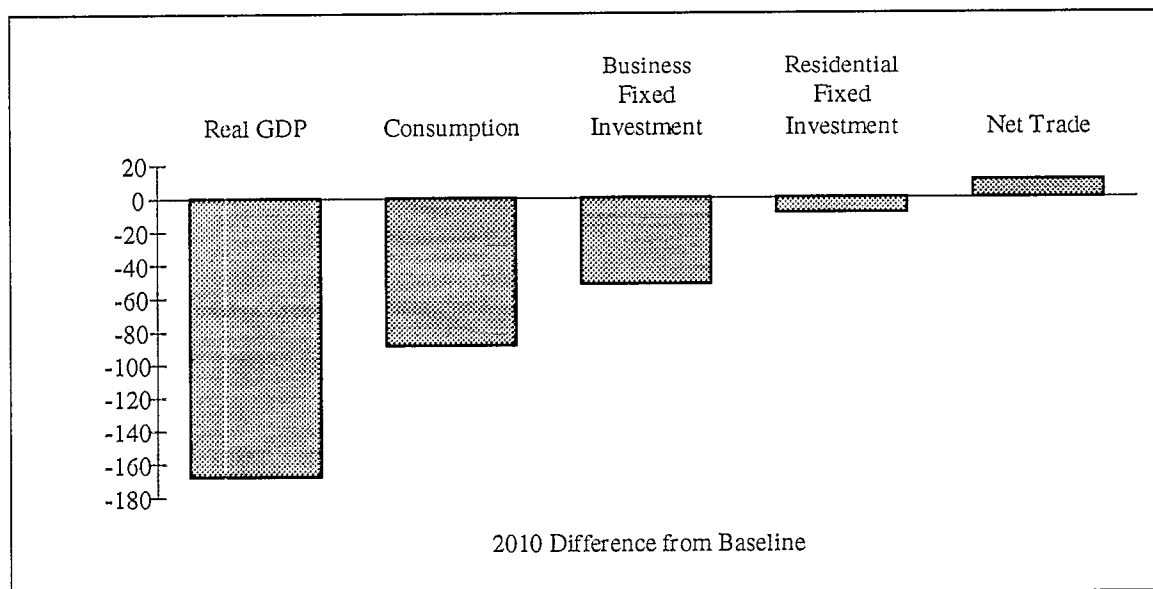 Business
Fixed
Investment
Residential
Fixed
Investment
Real GDP
Consumption
Net Trade
20
0
-20
-40
-60
-80
-100
-120
-140
-160
-180
2010 Difference from Baseline